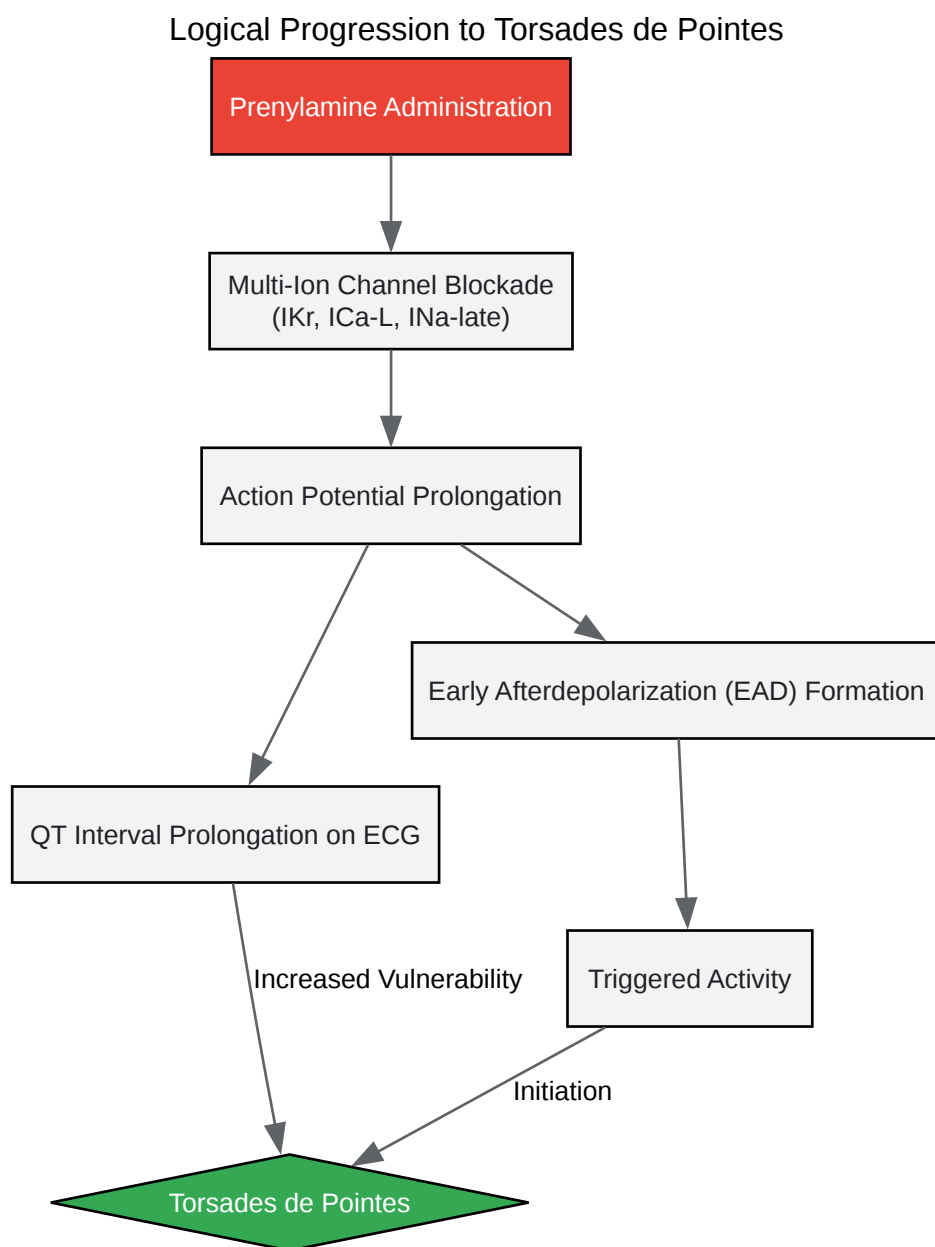 Logical Progression to Torsades de Pointes
Prenylamine Administration
Multi-Ion Channel Blockade
(IKr, ICa-L, INa-late)
Action Potential Prolongation
Early Afterdepolarization (EAD) Formation
QT Interval Prolongation on ECG
Triggered Activity
Increased Vulnerability
Initiation
Torsades de Pointes